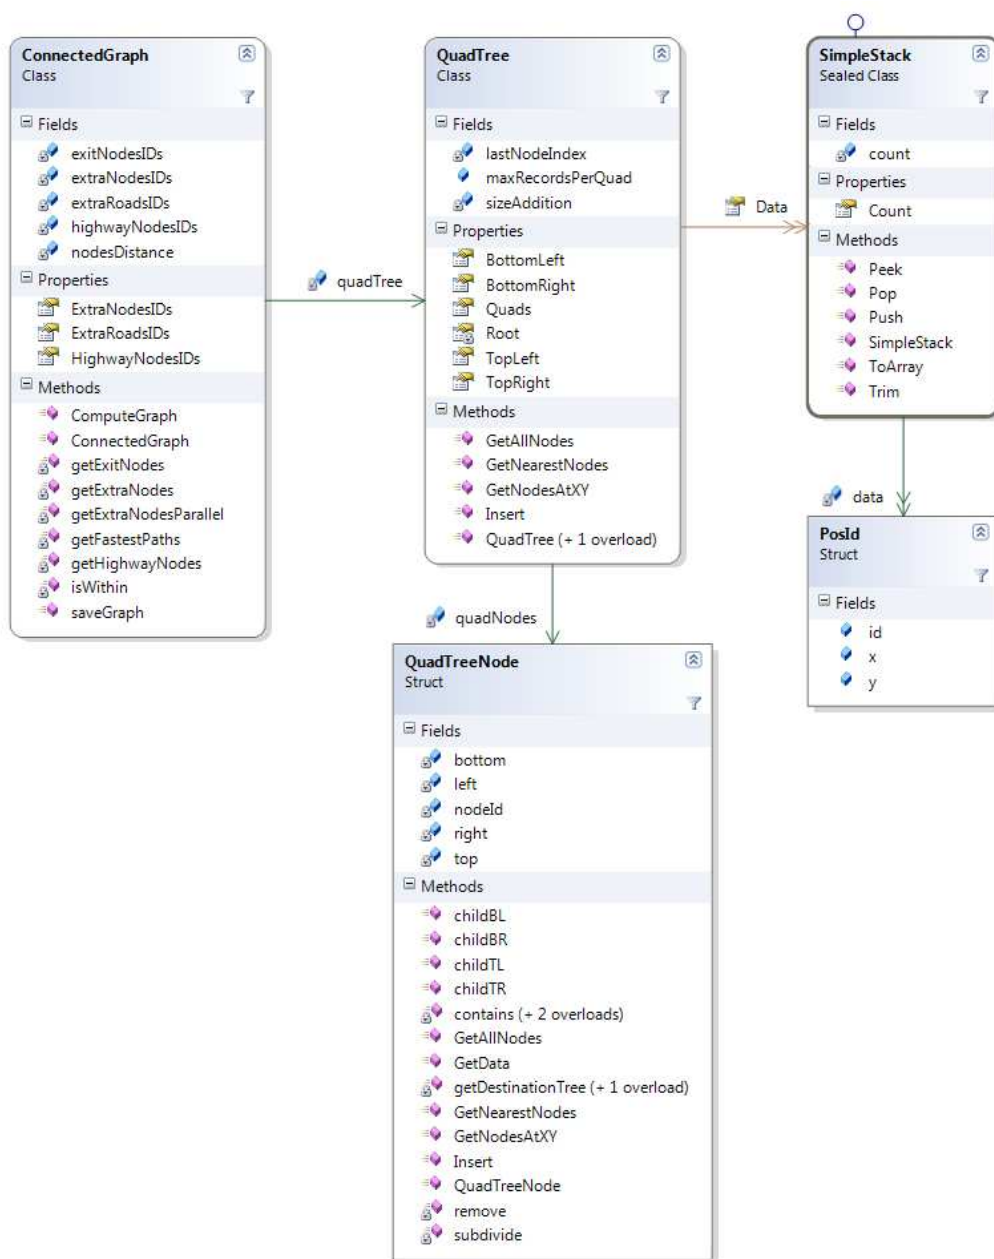 ConnectedGraph
Class
Fields
exitNodesIDs
extraNodesIDs
extraRoadsIDs
highwayNodesIDs
nodesDistance
Properties
ExtraNodesIDs
ExtraRoadsIDs
HighwayNodesIDs
Methods
ComputeGraph
ConnectedGraph
getExitNodes
getExtraNodes
getExtraNodesParallel
getFastestPaths
getHighwayNodes
isWithin
saveGraph
quadTree
QuadTree
Class
Fields
lastNodeIndex
maxRecordsPerQuad
sizeAddition
Properties
BottomLeft
BottomRight
Quads
Root
TopLeft
TopRight
Methods
GetAllNodes
GetNearestNodes
GetNodesAtXY
Insert
QuadTree (+ 1 overload)
Data
SimpleStack
Sealed Class
Fields
count
Properties
Count
Methods
Peek
Pop
Push
SimpleStack
ToArray
Trim
data
PosId
Struct
Fields
id
x
y
quadNodes
QuadTreeNode
Struct
Fields
bottom
left
nodeId
right
top
Methods
childBL
childBR
childTL
childTR
contains (+ 2 overloads)
GetAllNodes
GetData
getDestinationTree (+ 1 overload)
GetNearestNodes
GetNodesAtXY
Insert
QuadTreeNode
remove
subdivide